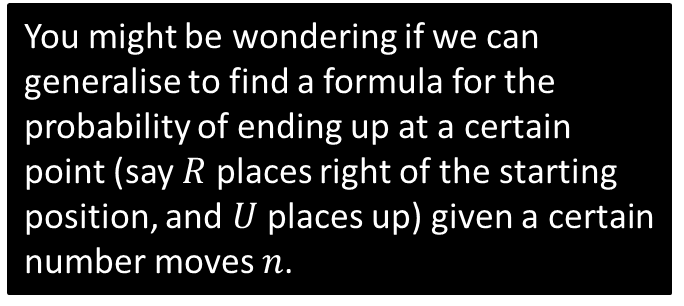 You might be wondering if we can
generalise to find a formula for the
probability of ending up at a certain
point (say R places right of the starting
position, and U places up) given a certain
number moves n.